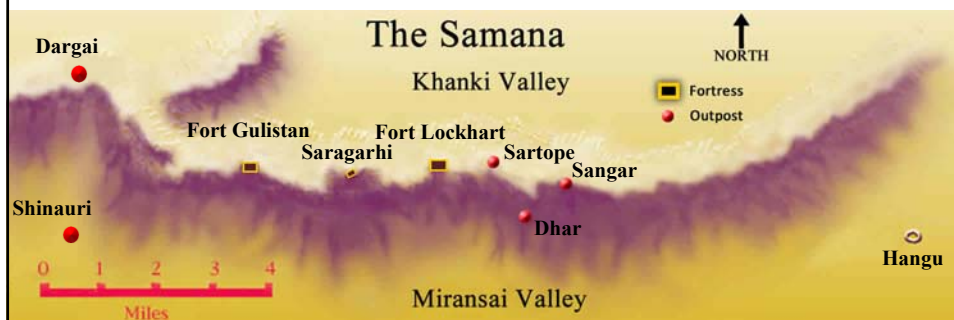 The Samana
NORTH
Dargai
Khanki Valley
Fortress
Outpost
Fort Gulistan
Fort Lockhart
Saragarhi
Sartope
Sangar
Shinauri
Dhar
Hangu
0 1 2 3 4
Miles
Miransai Valley